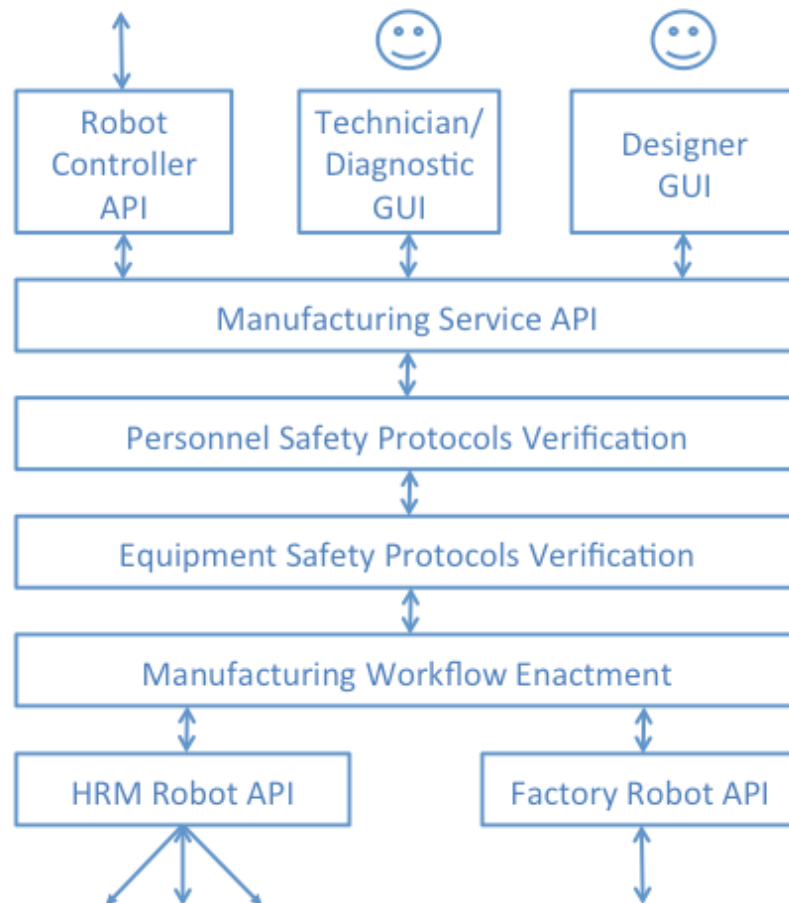 Robot
Controller
API
Technician/
Diagnostic
GUI
Designer
GUI
Manufacturing Service API
Personnel Safety Protocols Verification
Equipment Safety Protocols Verification
Manufacturing Workflow Enactment
HRM Robot API
Factory Robot API